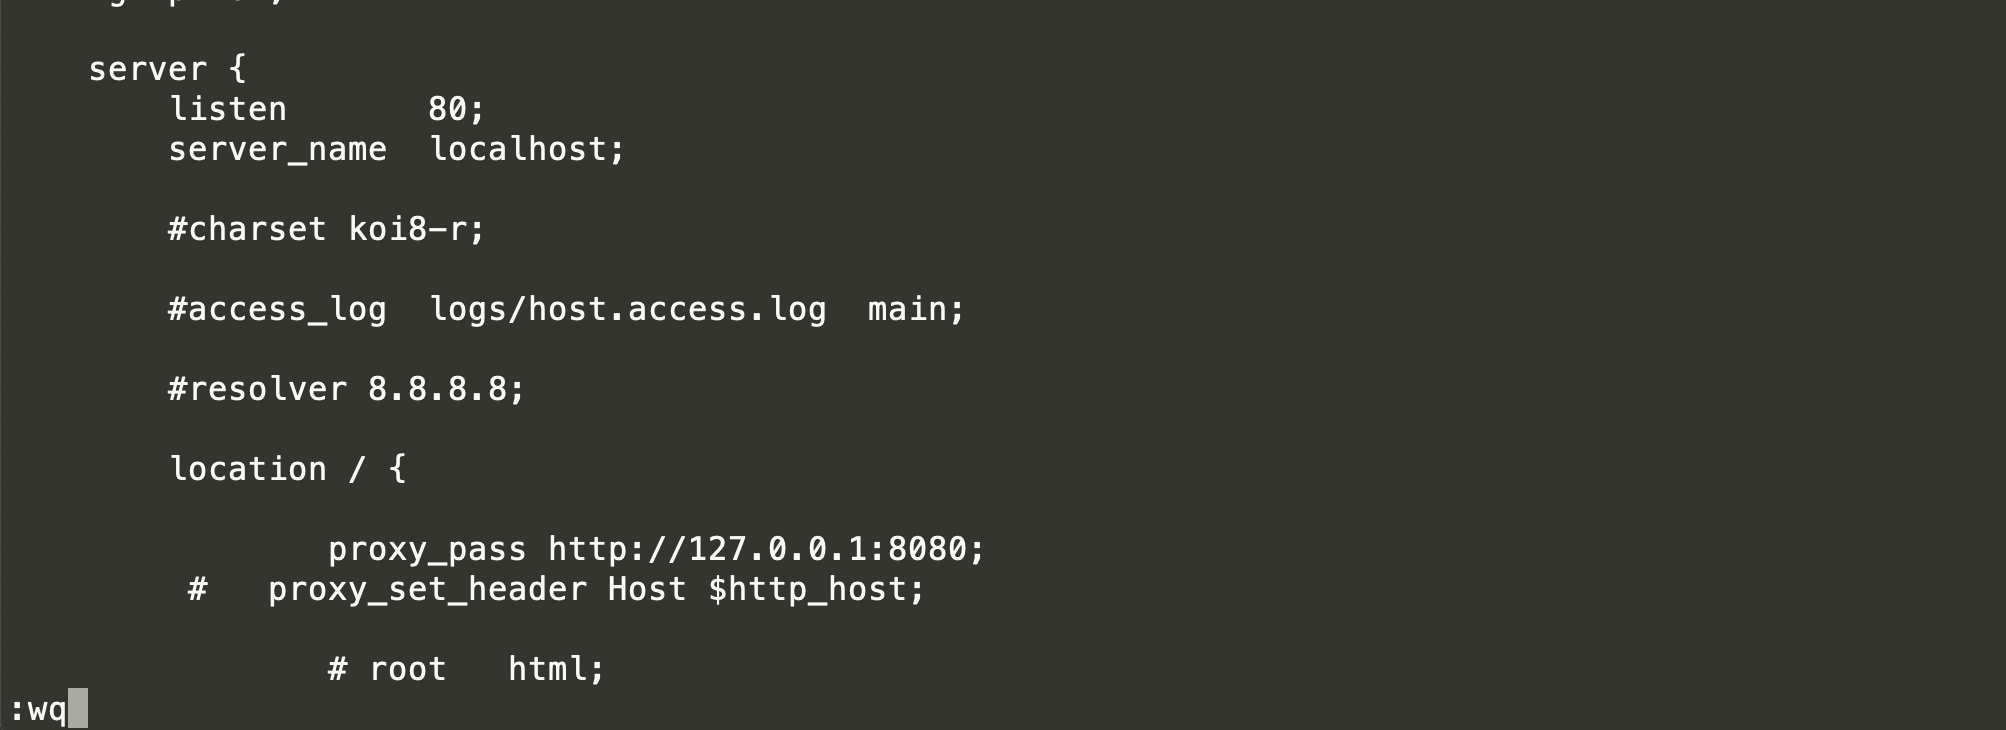 server {
listen       80;
server_name  localhost;
#charset koi8-r;
#access_log  logs/host.access.log  main;
#resolver 8.8.8.8;
location / {
proxy_pass http://127.0.0.1:8080;
#   proxy_set_header Host $http_host;
# root   html;
:wq